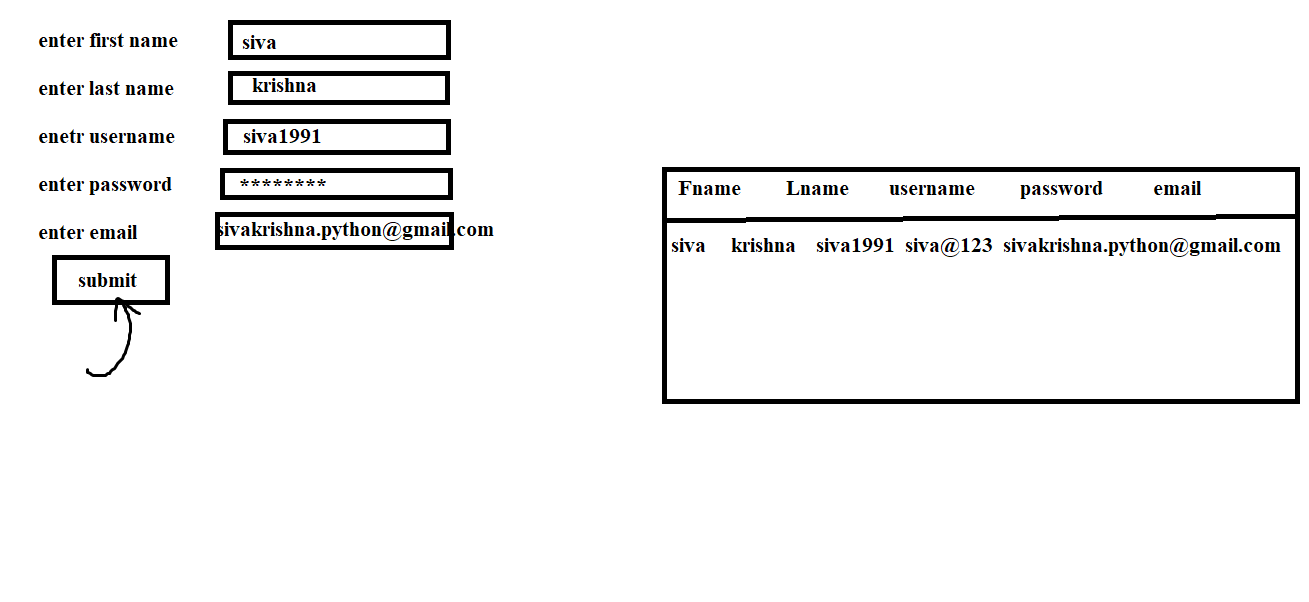 enter first name siva
enter last name krishna
enetr username siva1991
enter password ********
enter email sivakrishna.python@gmail.com
submit
Fname Lname username password email
siva krishna siva1991 siva@123 sivakrishna.python@gmail.com